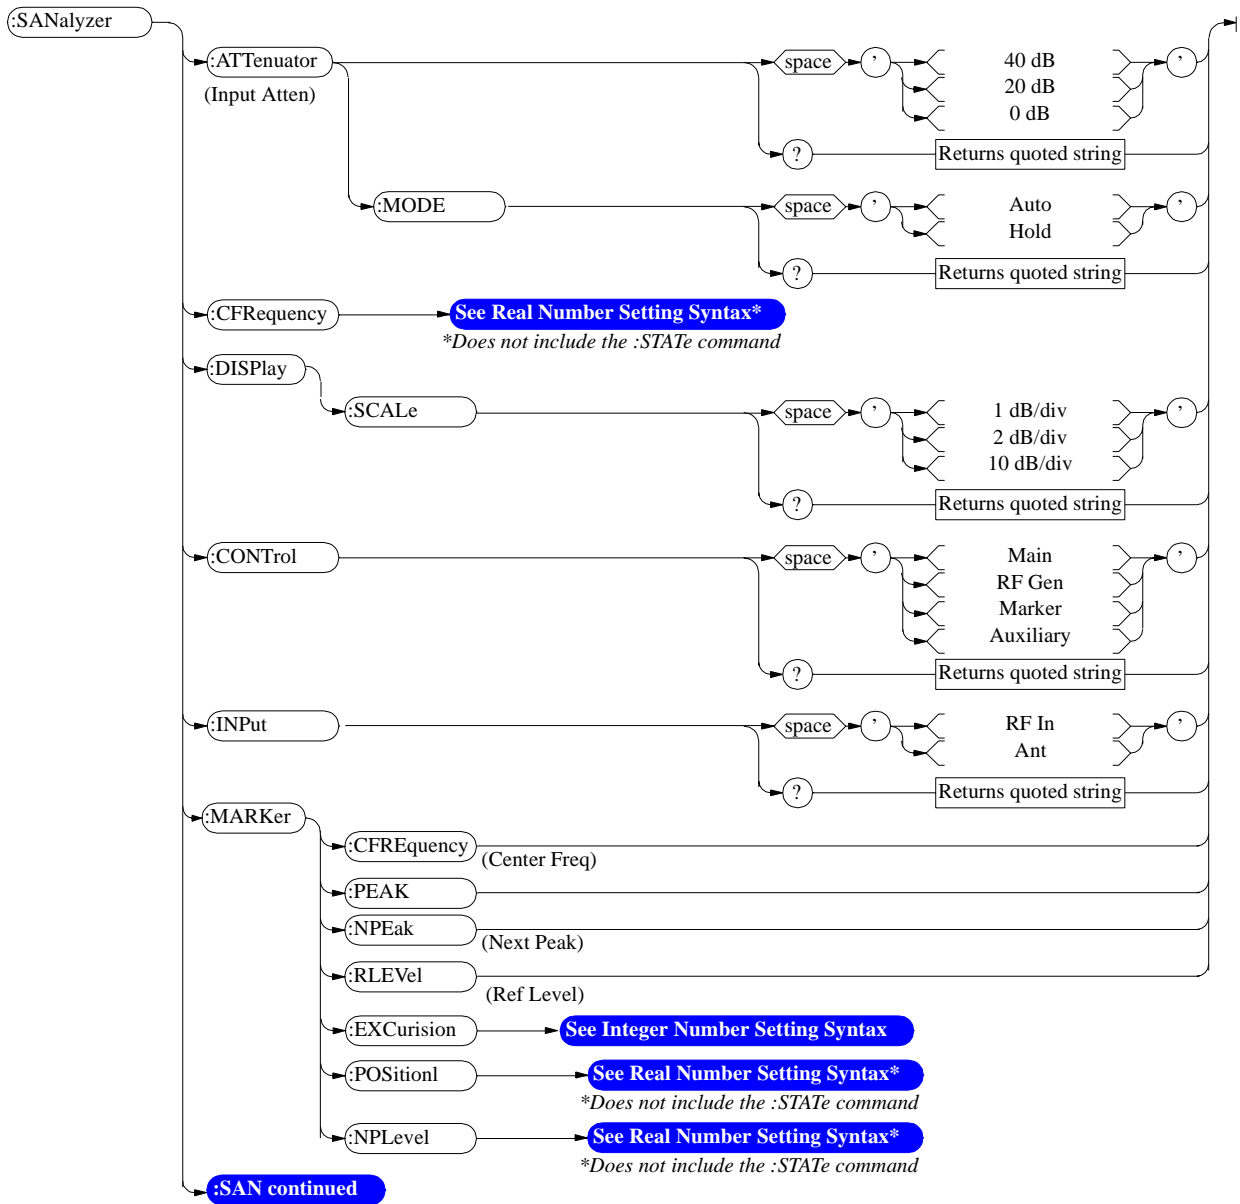 :SANalyzer
:ATTenuator
(Input Atten)
space ' 40 dB '
20 dB
0 dB
? Returns quoted string
:MODE space ' Auto '
Hold
? Returns quoted string
:CFRequency See Real Number Setting Syntax*
*Does not include the :STATe command
:DISPlay
:SCALe space ' 1 dB/div '
2 dB/div
10 dB/div
? Returns quoted string
:CONTrol space ' Main '
RF Gen
Marker
Auxiliary
? Returns quoted string
:INPut space ' RF In '
Ant
? Returns quoted string
:MARKer
:CFREquency (Center Freq)
:PEAK
:NPEak
(Next Peak)
:RLEVel
(Ref Level)
:EXCurision See Integer Number Setting Syntax
:POSitionl See Real Number Setting Syntax*
*Does not include the :STATe command
:NPLevel See Real Number Setting Syntax*
*Does not include the :STATe command
:SAN continued